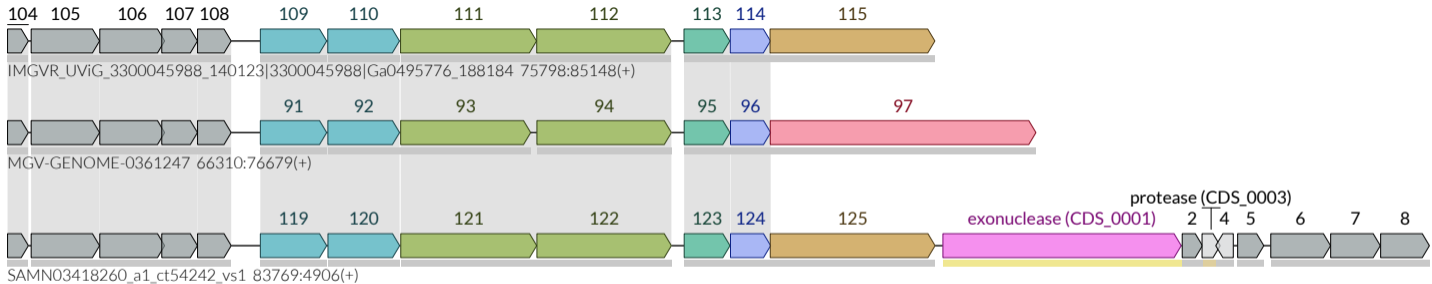 104 105 106 107 108 109 110 111 112 113 114 115
IMGVR_UViG_3300045988_140123|3300045988|Ga0495776_188184 75798:85148(+)
91 92 93 94 95 96 97
MGV-GENOME-0361247 66310:76679(+)
protease (CDS_0003)
119 120 121 122 123 124 125 exonuclease (CDS_0001) 2 4 5 6 7 8
SAMN03418260_a1_ct54242_vs1 83769:4906(+)